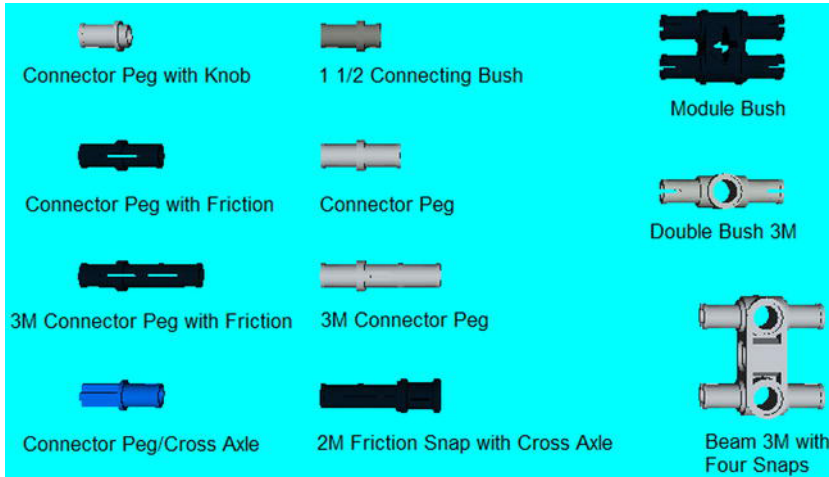 Connector Peg with Knob
1 1/2 Connecting Bush
Module Bush
Connector Peg with Friction
Connector Peg
Double Bush 3M
3M Connector Peg with Friction
3M Connector Peg
Connector Peg/Cross Axle
2M Friction Snap with Cross Axle
Beam 3M with
Four Snaps